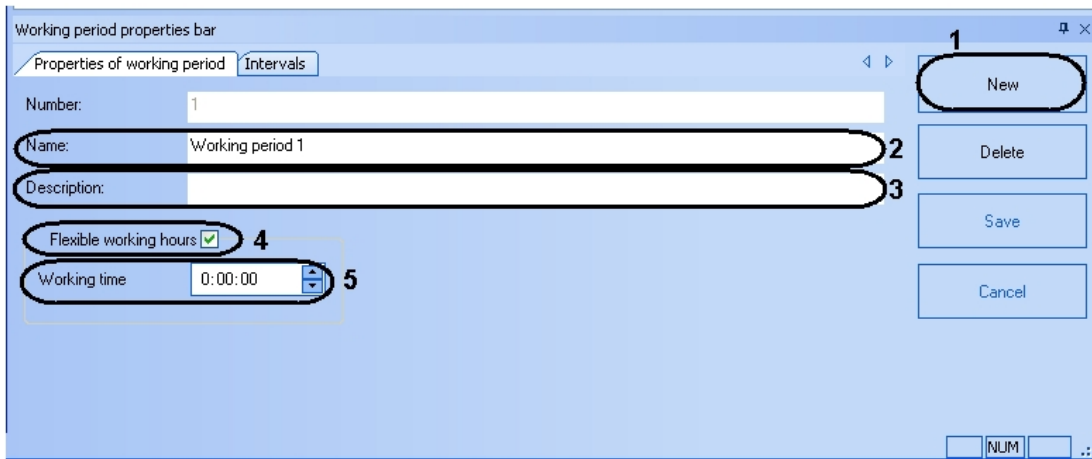 Working period properties bar
Properties of working period Intervals
1
New
Number: 1
Name: Working period 1 2
Delete
Description: 3
Save
Flexible working hours 4
Working time 0:00:00 5
Cancel
NUM